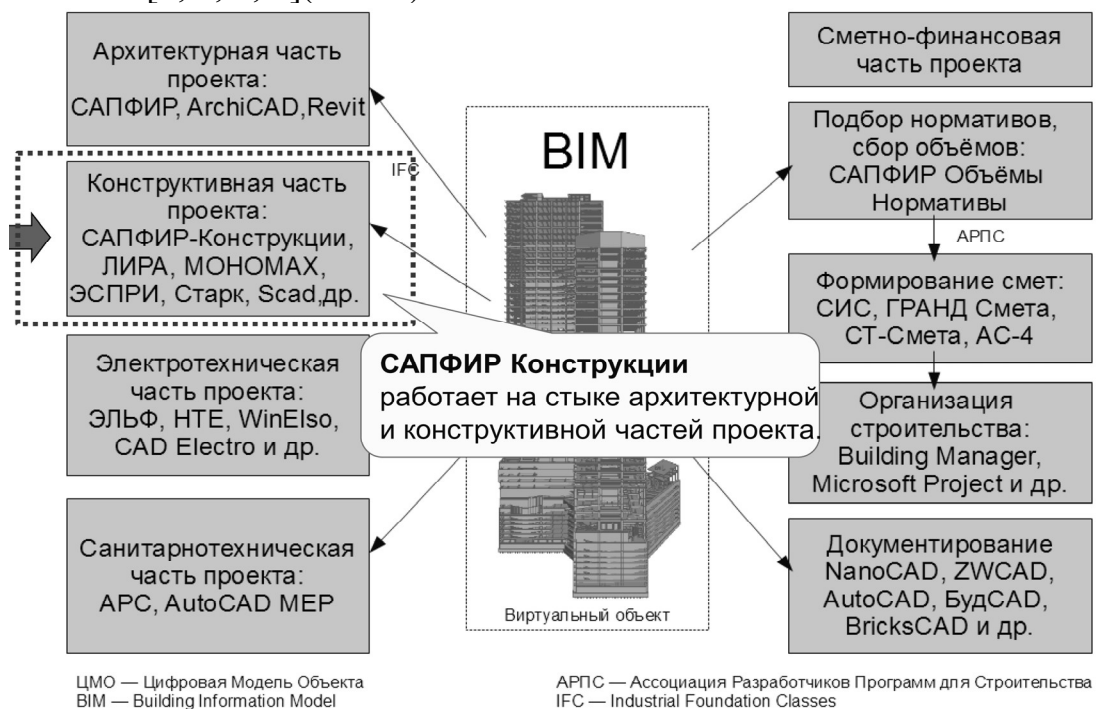 Архитектурная часть
проекта:
САПФИР, ArchiCAD,Revit
Конструктивная часть
проекта:
САПФИР-Конструкции,
ЛИРА, МОНОМАХ,
ЭСПРИ, Старк, Scad,др.
Электротехническая
часть проекта:
ЭЛЬФ, НТЕ, WinElso,
CAD Electro и др.
Санитарнотехническая
часть проекта:
АРС, AutoCAD MEP
IFC
BIM
САПФИР Конструкции
работает на стыке архитектурной
и конструктивной частей проекта.
Виртуальный объект
Сметно-финансовая
часть проекта
Подбор нормативов,
сбор объёмов:
САПФИР Объёмы
Нормативы
АРПС
Формирование смет:
СИС, ГРАНД Смета,
СТ-Смета, АС-4
Организация
строительства:
Building Manager,
Microsoft Project и др.
Документирование
NanoCAD, ZWCAD,
AutoCAD, БудCAD,
BricksCAD и др.
ЦМО — Цифровая Модель Объекта
BIM — Building Information Model
АРПС — Ассоциация Разработчиков Программ для Строительства
IFC — Industrial Foundation Classes